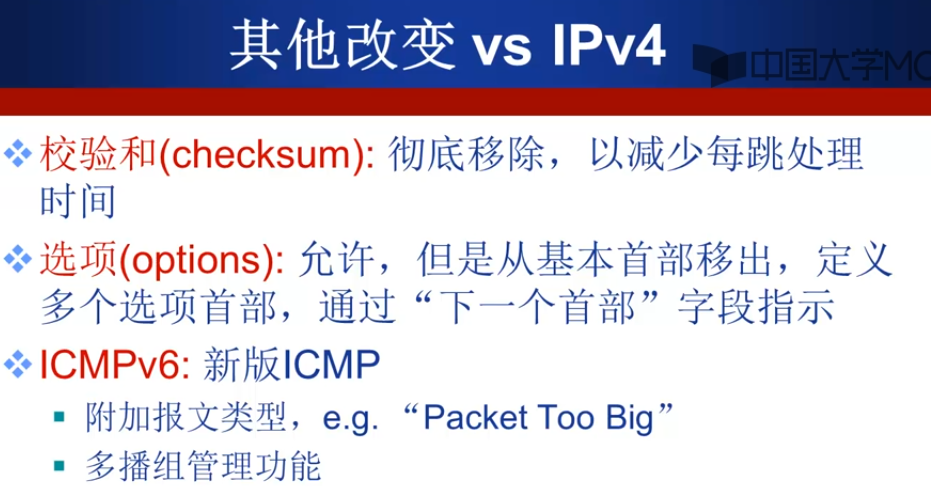 其他改变 vs IPv4
中国大学MO
校验和(checksum): 彻底移除，以减少每跳处理
时间
选项(options): 允许，但是从基本首部移出，定义
多个选项首部，通过“下一个首部”字段指示
ICMPv6: 新版ICMP
附加报文类型，e.g. “Packet Too Big”
多播组管理功能